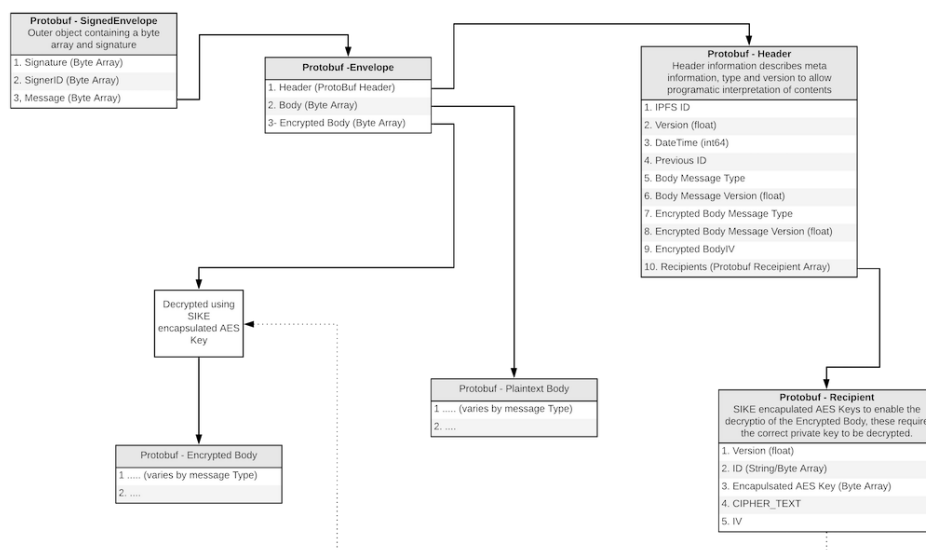 Protobuf - SignedEnvelope
Outer object containing a byte
array and signature
1. Signature (Byte Array)
2. SignerID (Byte Array)
3, Message (Byte Array)
Protobuf -Envelope
1. Header (ProtoBuf Header)
2. Body (Byte Array)
3- Encrypted Body (Byte Array)
Protobuf - Header
Header information describes meta
information, type and version to allow
programatic interpretation of contents
1. IPFS ID
2. Version (float)
3. DateTime (int64)
4. Previous ID
5. Body Message Type
6. Body Message Version (float)
7. Encrypted Body Message Type
8. Encrypted Body Message Version (float)
9. Encrypted BodyIV
10. Recipients (Protobuf Receipient Array)
Decrypted using
SIKE
encapsulated AES
Key
Protobuf - Plaintext Body
1 ..... (varies by message Type)
2. ....
Protobuf - Encrypted Body
1 ..... (varies by message Type)
2. ....
Protobuf - Recipient
SIKE encapulated AES Keys to enable the
decryptio of the Encrypted Body, these require
the correct private key to be decrypted.
1. Version (float)
2. ID (String/Byte Array)
3. Encapulsated AES Key (Byte Array)
4. CIPHER_TEXT
5. IV